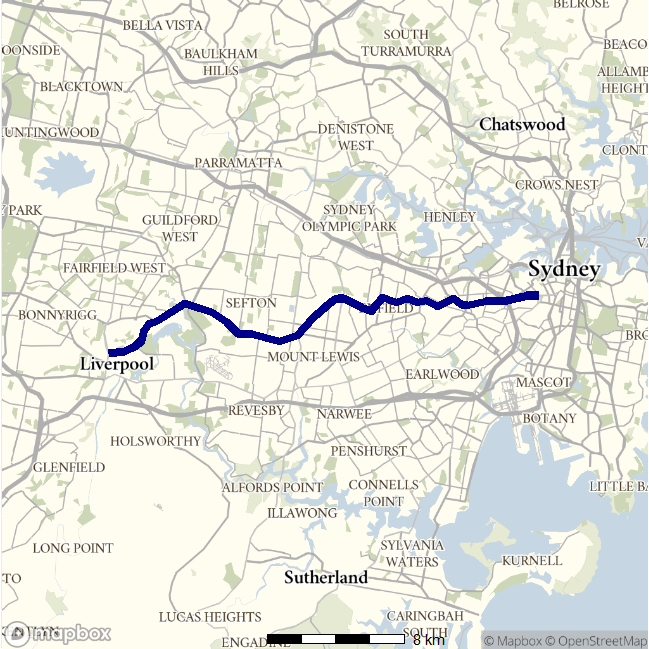 BELROSE
BELLA VISTA
SOUTH
TURRAMURRA
BEACO
OONSIDE
BAULKHAM
HILLS
ALLAMB
HEIGHT
BLACKTOWN
Chatswood
HUNTINGWOOD
DENISTONE
WEST
CLONT
PARRAMATTA
CROWS NEST
Y PARK
SYDNEY
OLYMPIC PARK
HENLEY
GUILDFORD
WEST
VA
FAIRFIELD WEST
Sydney
BONNYRIGG
SEFTON
FIELD
BRO
Liverpool
MOUNT LEWIS
EARLWOOD
MASCOT
REVESBY
NARWEE
BOTANY
HOLSWORTHY
PENSHURST
GLENFIELD
ALFORDS POINT
CONNELLS
POINT
LITTLE BA
ILLAWONG
LONG POINT
SYLVANIA
WATERS
KURNELL
TO
Sutherland
LUCAS HEIGHTS
CARINGBAH
SOUTH
ENTLYN
mapbox
ENGADINE
8 km
© Mapbox © OpenStreetMap